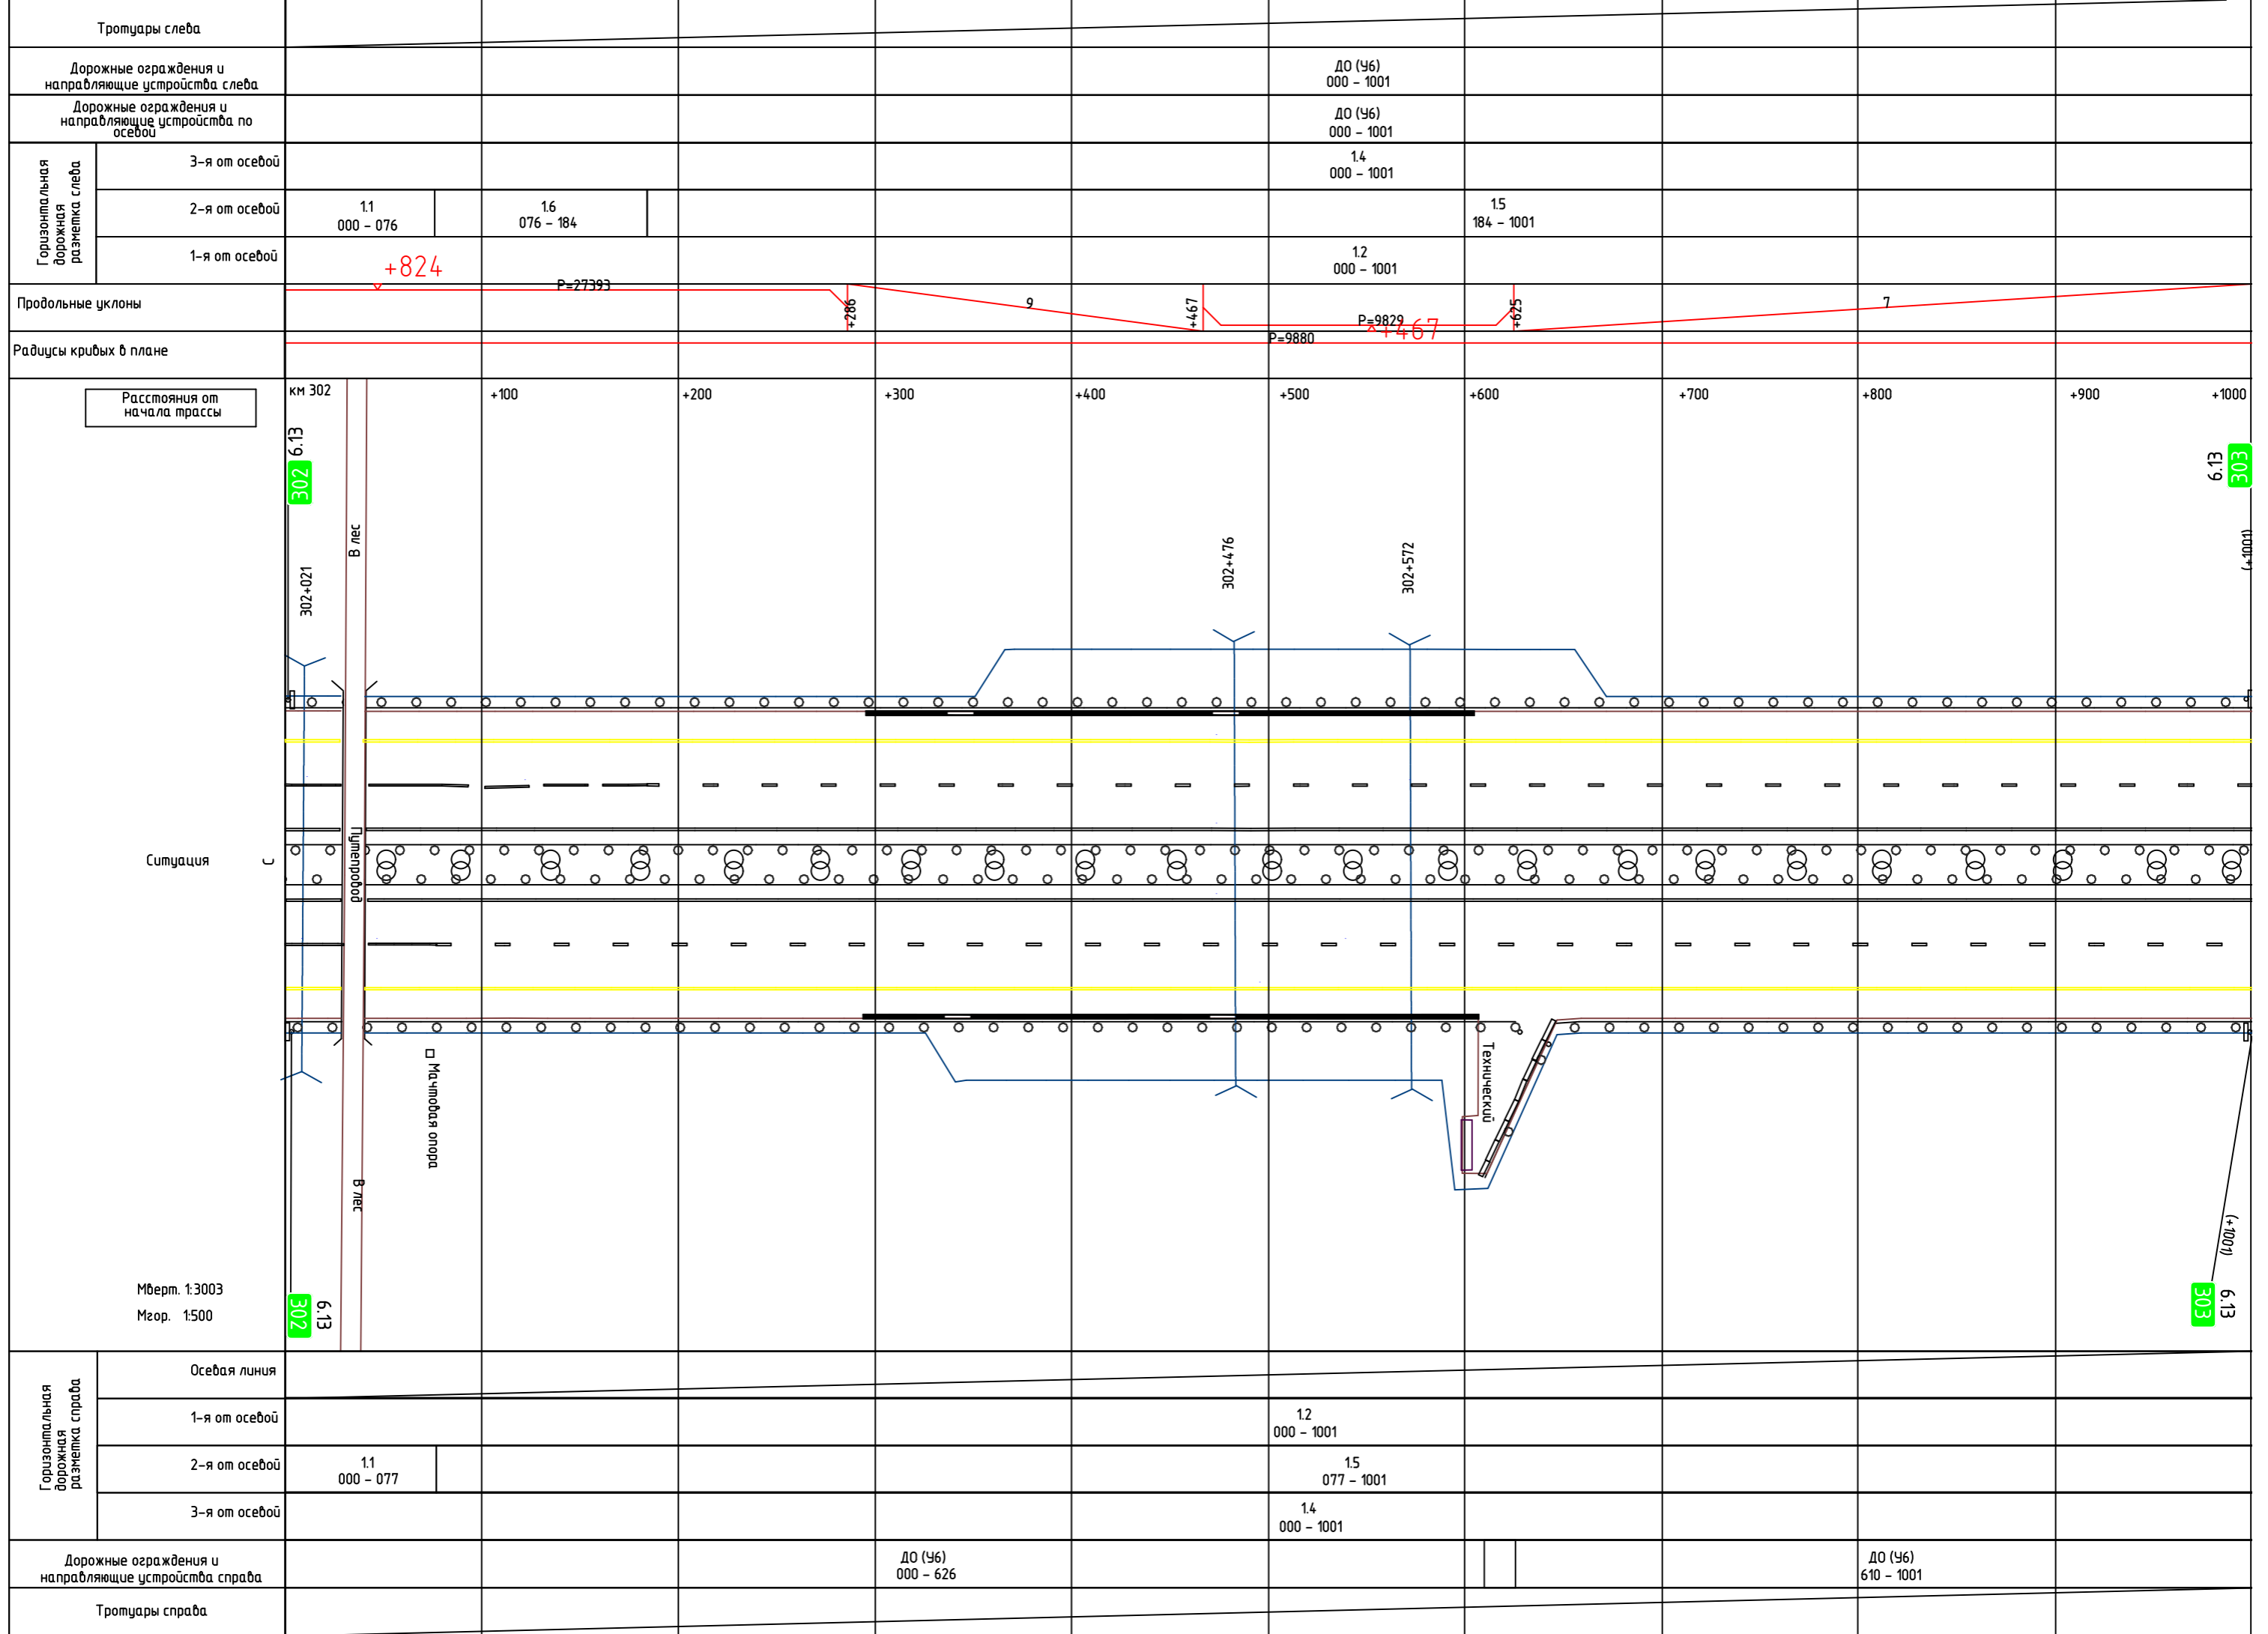 Тротуары слева
Дорожные ограждения и
направляющие устройства слева
ДО (У6)
000 – 1001
Дорожные ограждения и
направляющие устройства по
осевой
ДО (У6)
000 – 1001
Горизонтальная
дорожная
разметка слева
3-я от осевой
1.4
000 – 1001
2-я от осевой
1.1
000 – 076
1.6
076 – 184
1.5
184 – 1001
1-я от осевой
1.2
000 – 1001
Продольные уклоны
+824
Р=27393
+286
9
+467
Р=9829
+467
+625
7
Радиусы кривых в плане
Р=9880
Расстояния от
начала трассы
км 302
+100
+200
+300
+400
+500
+600
+700
+800
+900
+1000
6.13
302
6.13
303
В лес
302+021
302+476
302+572
(+1001)
Ситуация
С
Путепровод
Мачтовая опора
Технический
В лес
(+1001)
Мверт. 1:3003
Мгор. 1:500
302
6.13
303
6.13
Горизонтальная
дорожная
разметка справа
Осевая линия
1-я от осевой
1.2
000 – 1001
2-я от осевой
1.1
000 – 077
1.5
077 – 1001
3-я от осевой
1.4
000 – 1001
Дорожные ограждения и
направляющие устройства справа
ДО (У6)
000 – 626
ДО (У6)
610 – 1001
Тротуары справа